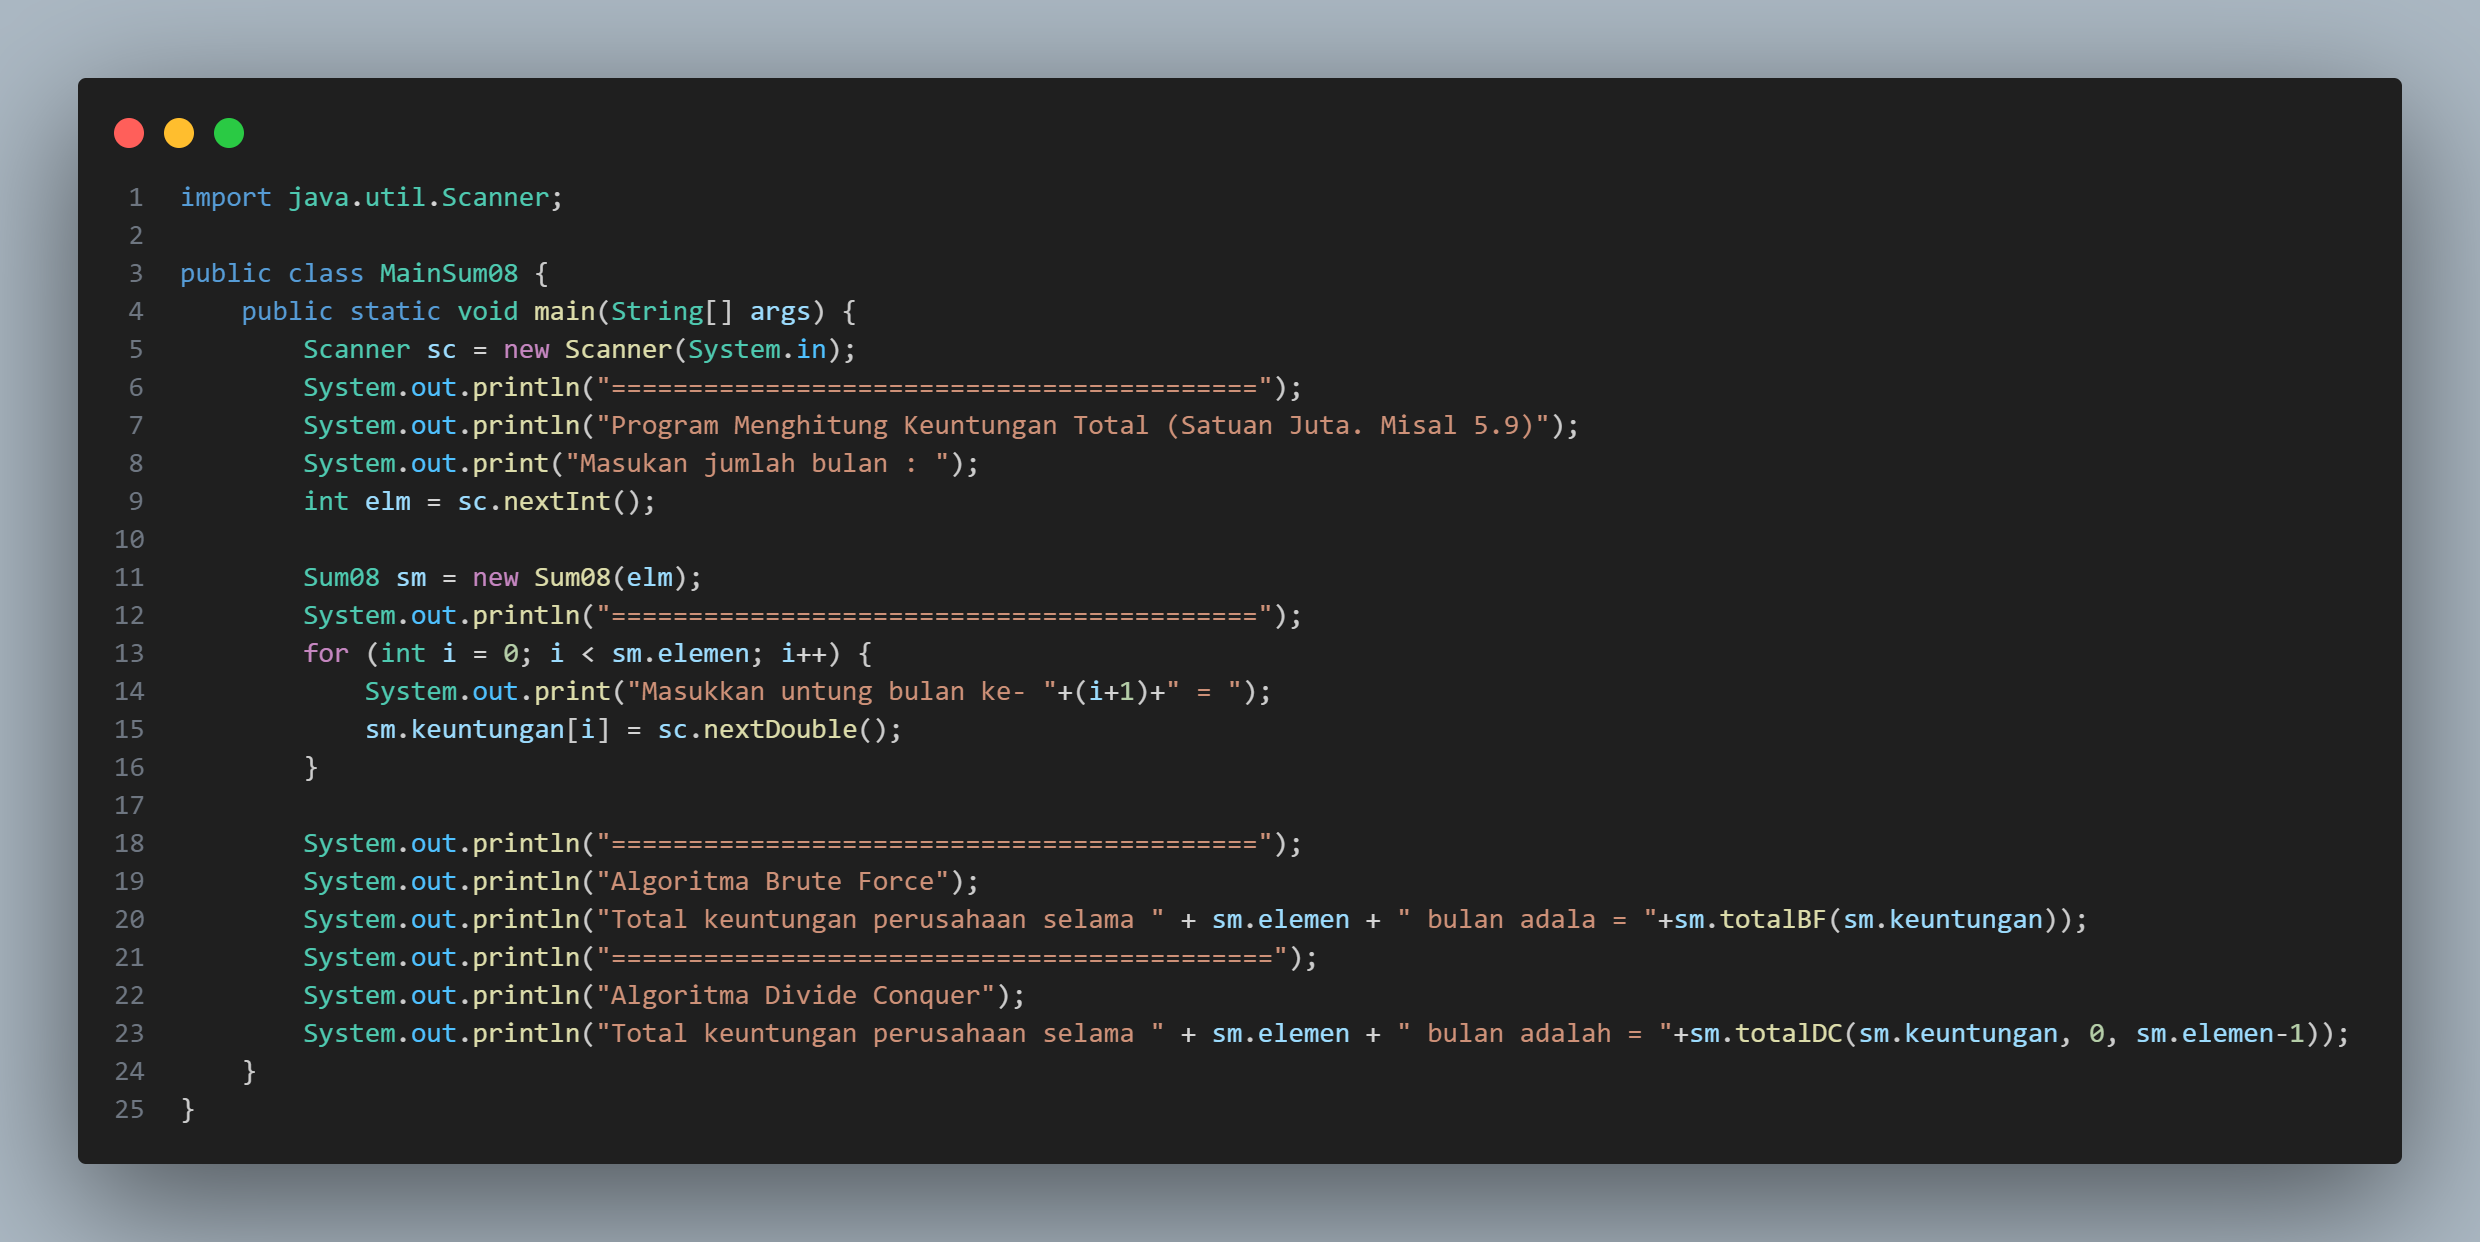 1 import java.util.Scanner;
2
3 public class MainSum08 {
4     public static void main(String[] args) {
5         Scanner sc = new Scanner(System.in);
6         System.out.println("==========================================");
7         System.out.println("Program Menghitung Keuntungan Total (Satuan Juta. Misal 5.9)");
8         System.out.print("Masukan jumlah bulan : ");
9         int elm = sc.nextInt();
10
11         Sum08 sm = new Sum08(elm);
12         System.out.println("==========================================");
13         for (int i = 0; i < sm.elemen; i++) {
14             System.out.print("Masukkan untung bulan ke- "+(i+1)+" = ");
15             sm.keuntungan[i] = sc.nextDouble();
16         }
17
18         System.out.println("==========================================");
19         System.out.println("Algoritma Brute Force");
20         System.out.println("Total keuntungan perusahaan selama " + sm.elemen + " bulan adala = "+sm.totalBF(sm.keuntungan));
21         System.out.println("===========================================");
22         System.out.println("Algoritma Divide Conquer");
23         System.out.println("Total keuntungan perusahaan selama " + sm.elemen + " bulan adalah = "+sm.totalDC(sm.keuntungan, 0, sm.elemen-1));
24     }
25 }